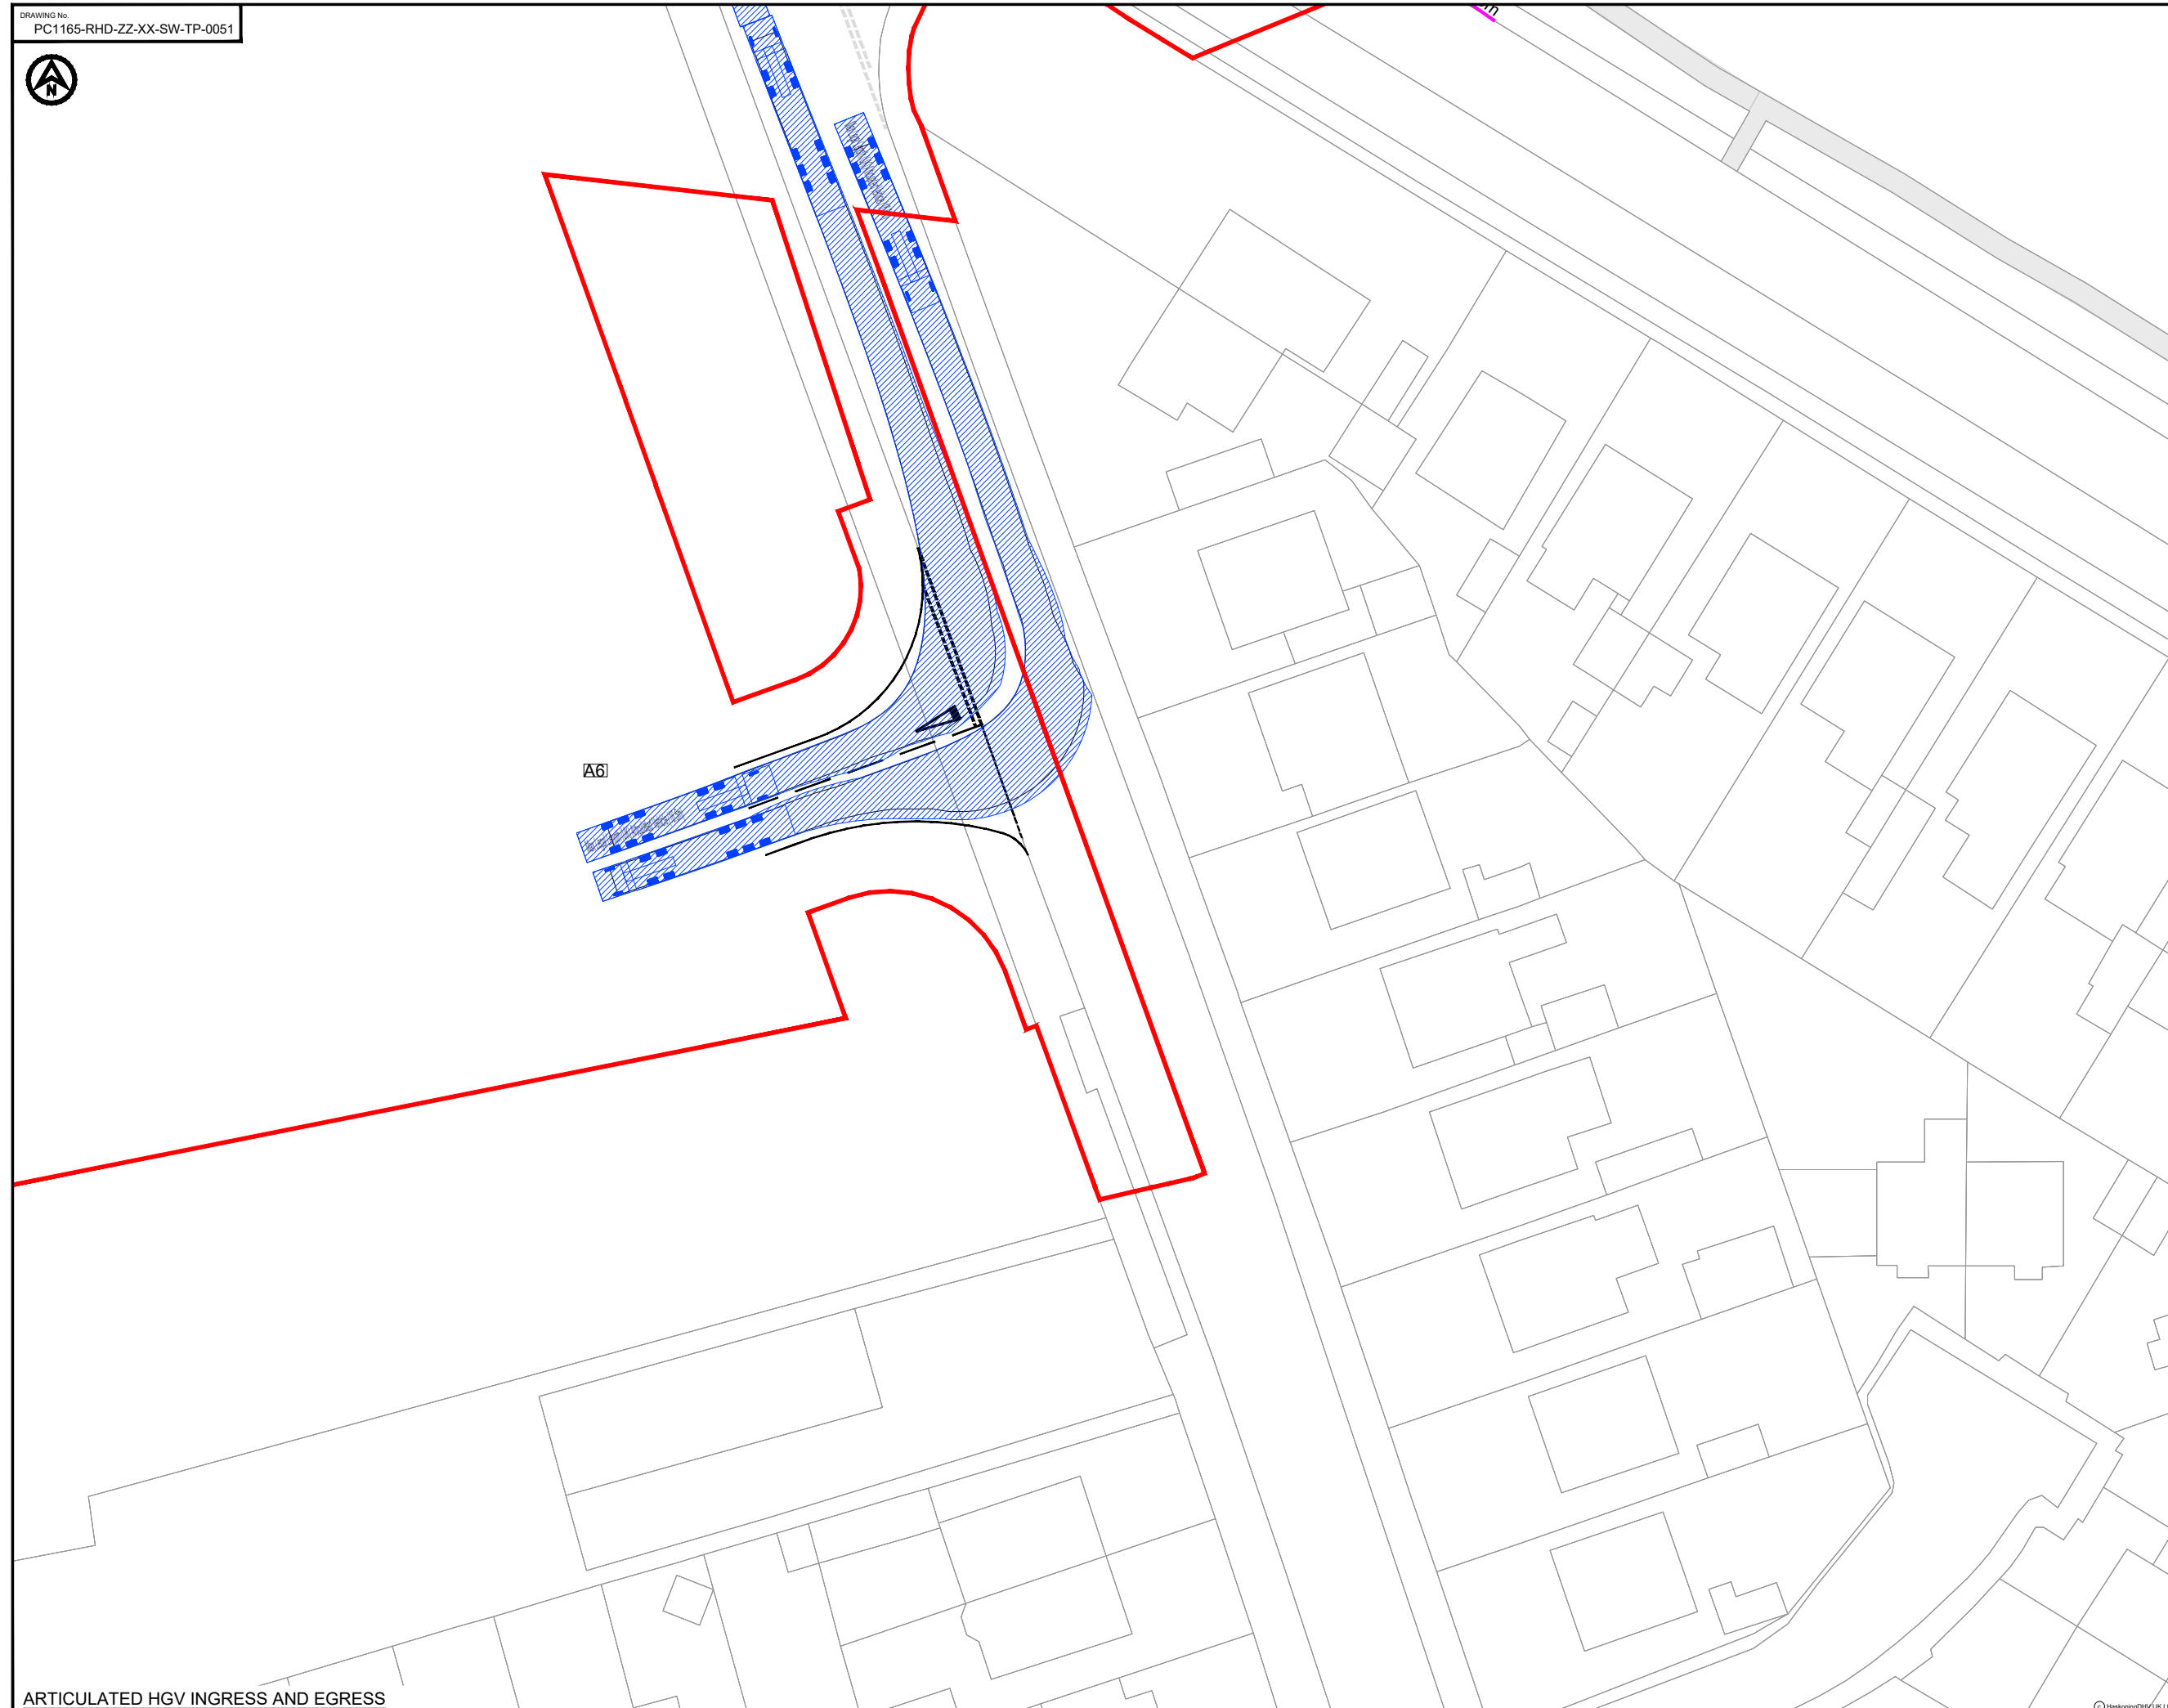 DRAWING No.
PC1165-RHD-ZZ-XX-SW-TP-0051
N
A6
ARTICULATED HGV INGRESS AND EGRESS